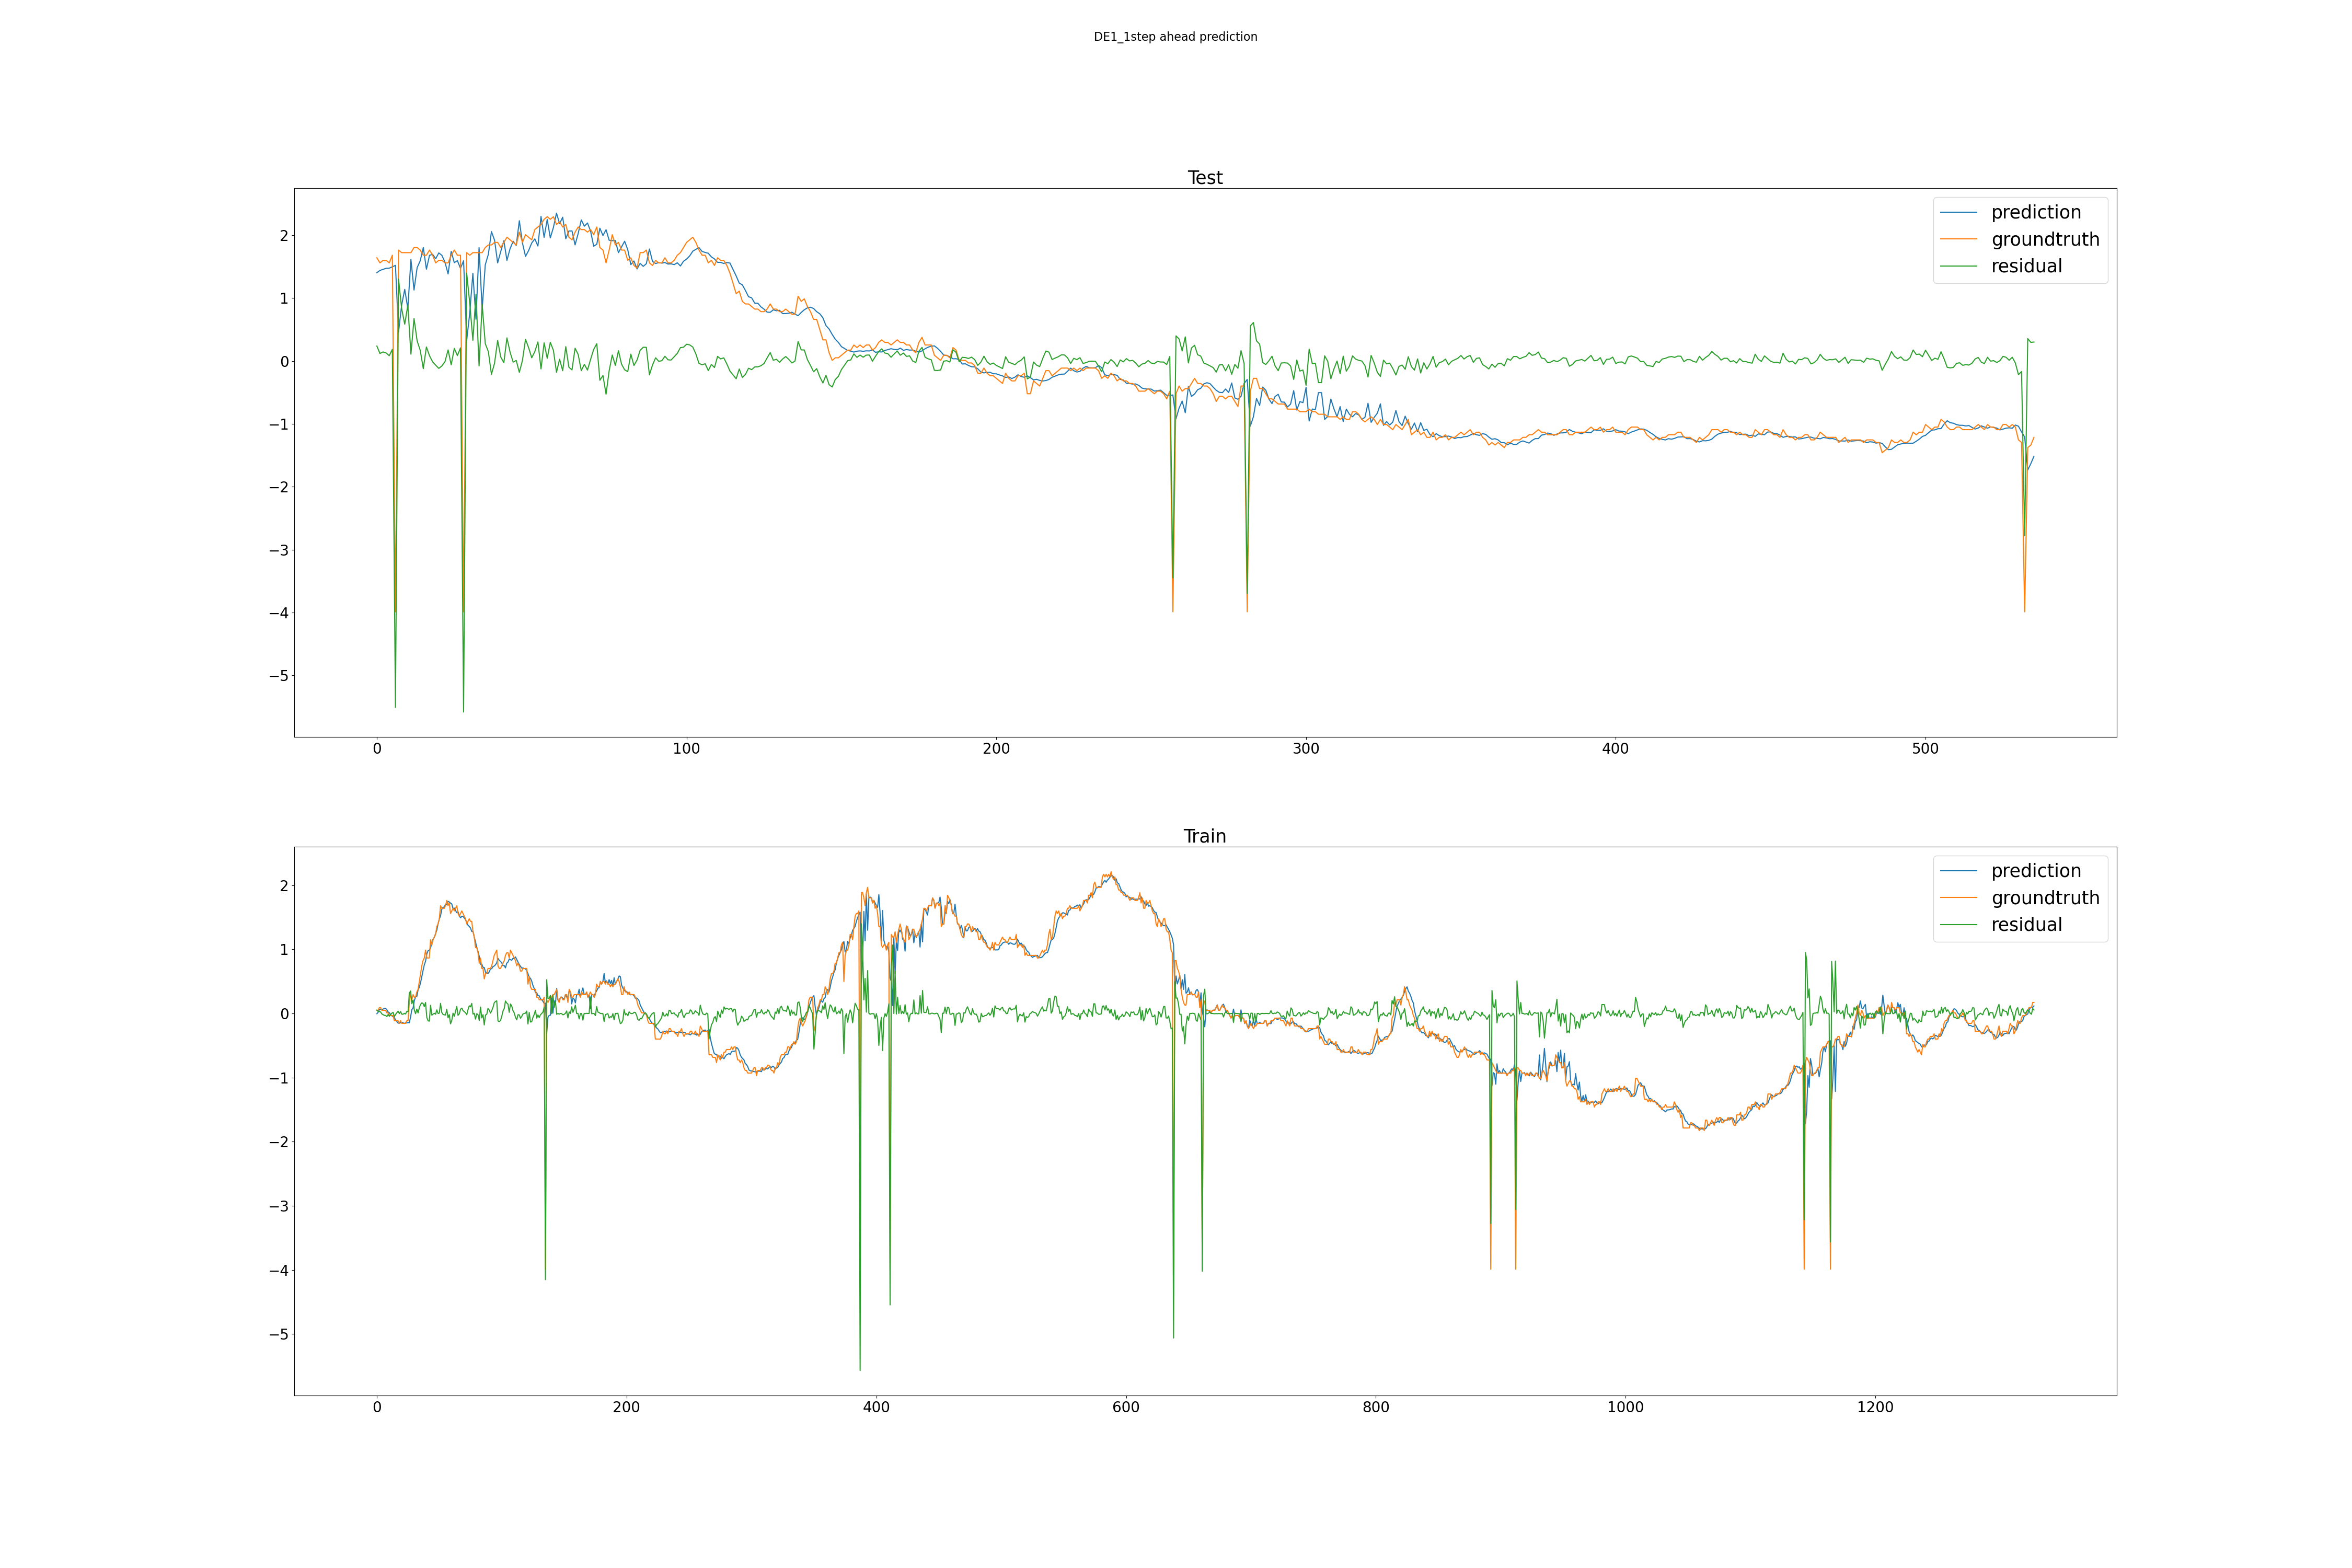 DE1_1step ahead prediction
Test
prediction
groundtruth
residual
2
1
0
−1
−2
−3
−4
−5
0 100 200 300 400 500
Train
prediction
groundtruth
residual
2
1
0
−1
−2
−3
−4
−5
0 200 400 600 800 1000 1200